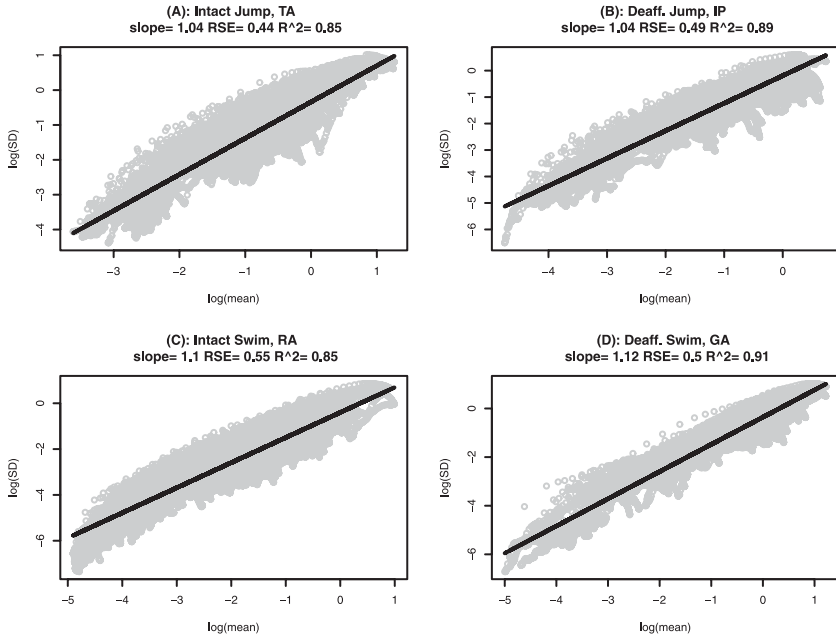 (A): Intact Jump, TA
slope= 1.04 RSE= 0.44 R^2= 0.85
log(SD)
1
0
−1
−2
−3
−4
−3 −2 −1 0 1
log(mean)
(B): Deaff. Jump, IP
slope= 1.04 RSE= 0.49 R^2= 0.89
log(SD)
0
−1
−2
−3
−4
−5
−6
−4 −3 −2 −1 0
log(mean)
(C): Intact Swim, RA
slope= 1.1 RSE= 0.55 R^2= 0.85
log(SD)
0
−2
−4
−6
−5 −4 −3 −2 −1 0 1
log(mean)
(D): Deaff. Swim, GA
slope= 1.12 RSE= 0.5 R^2= 0.91
log(SD)
0
−2
−4
−6
−5 −4 −3 −2 −1 0 1
log(mean)